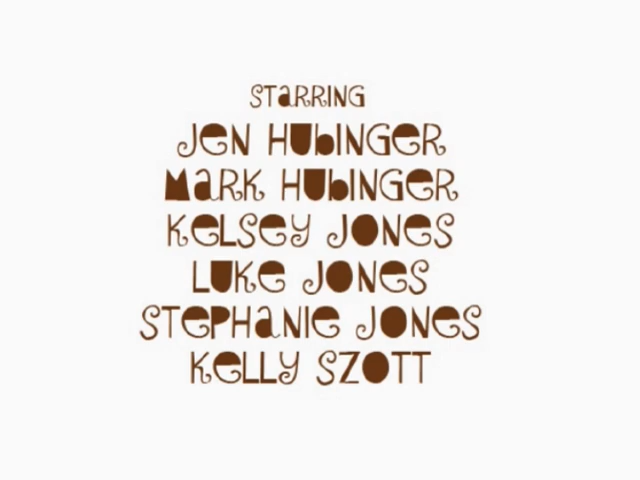 STARRING
JEN HUBINGER
MARK HUBINGER
KELSEY JONES
LUKE JONES
STEPHANIE JONES
KELLY SZOTT